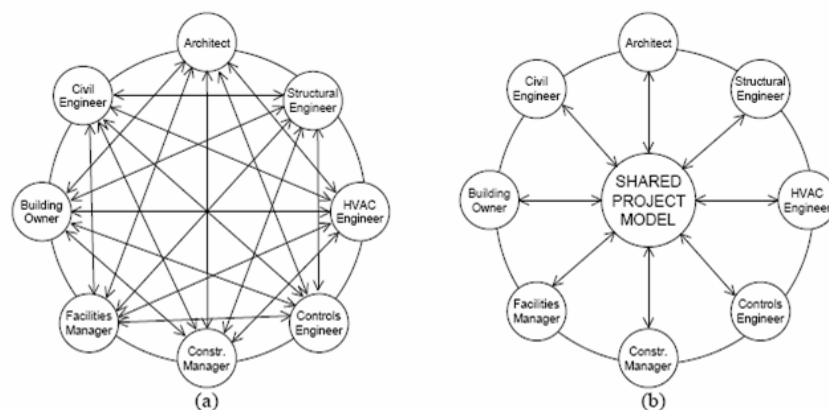 Architect
Civil
Engineer
Structural
Engineer
Building
Owner
HVAC
Engineer
Facilities
Manager
Controls
Engineer
Constr.
Manager
(a)
Architect
Civil
Engineer
Structural
Engineer
Building
Owner
SHARED
PROJECT
MODEL
HVAC
Engineer
Facilities
Manager
Controls
Engineer
Constr.
Manager
(b)